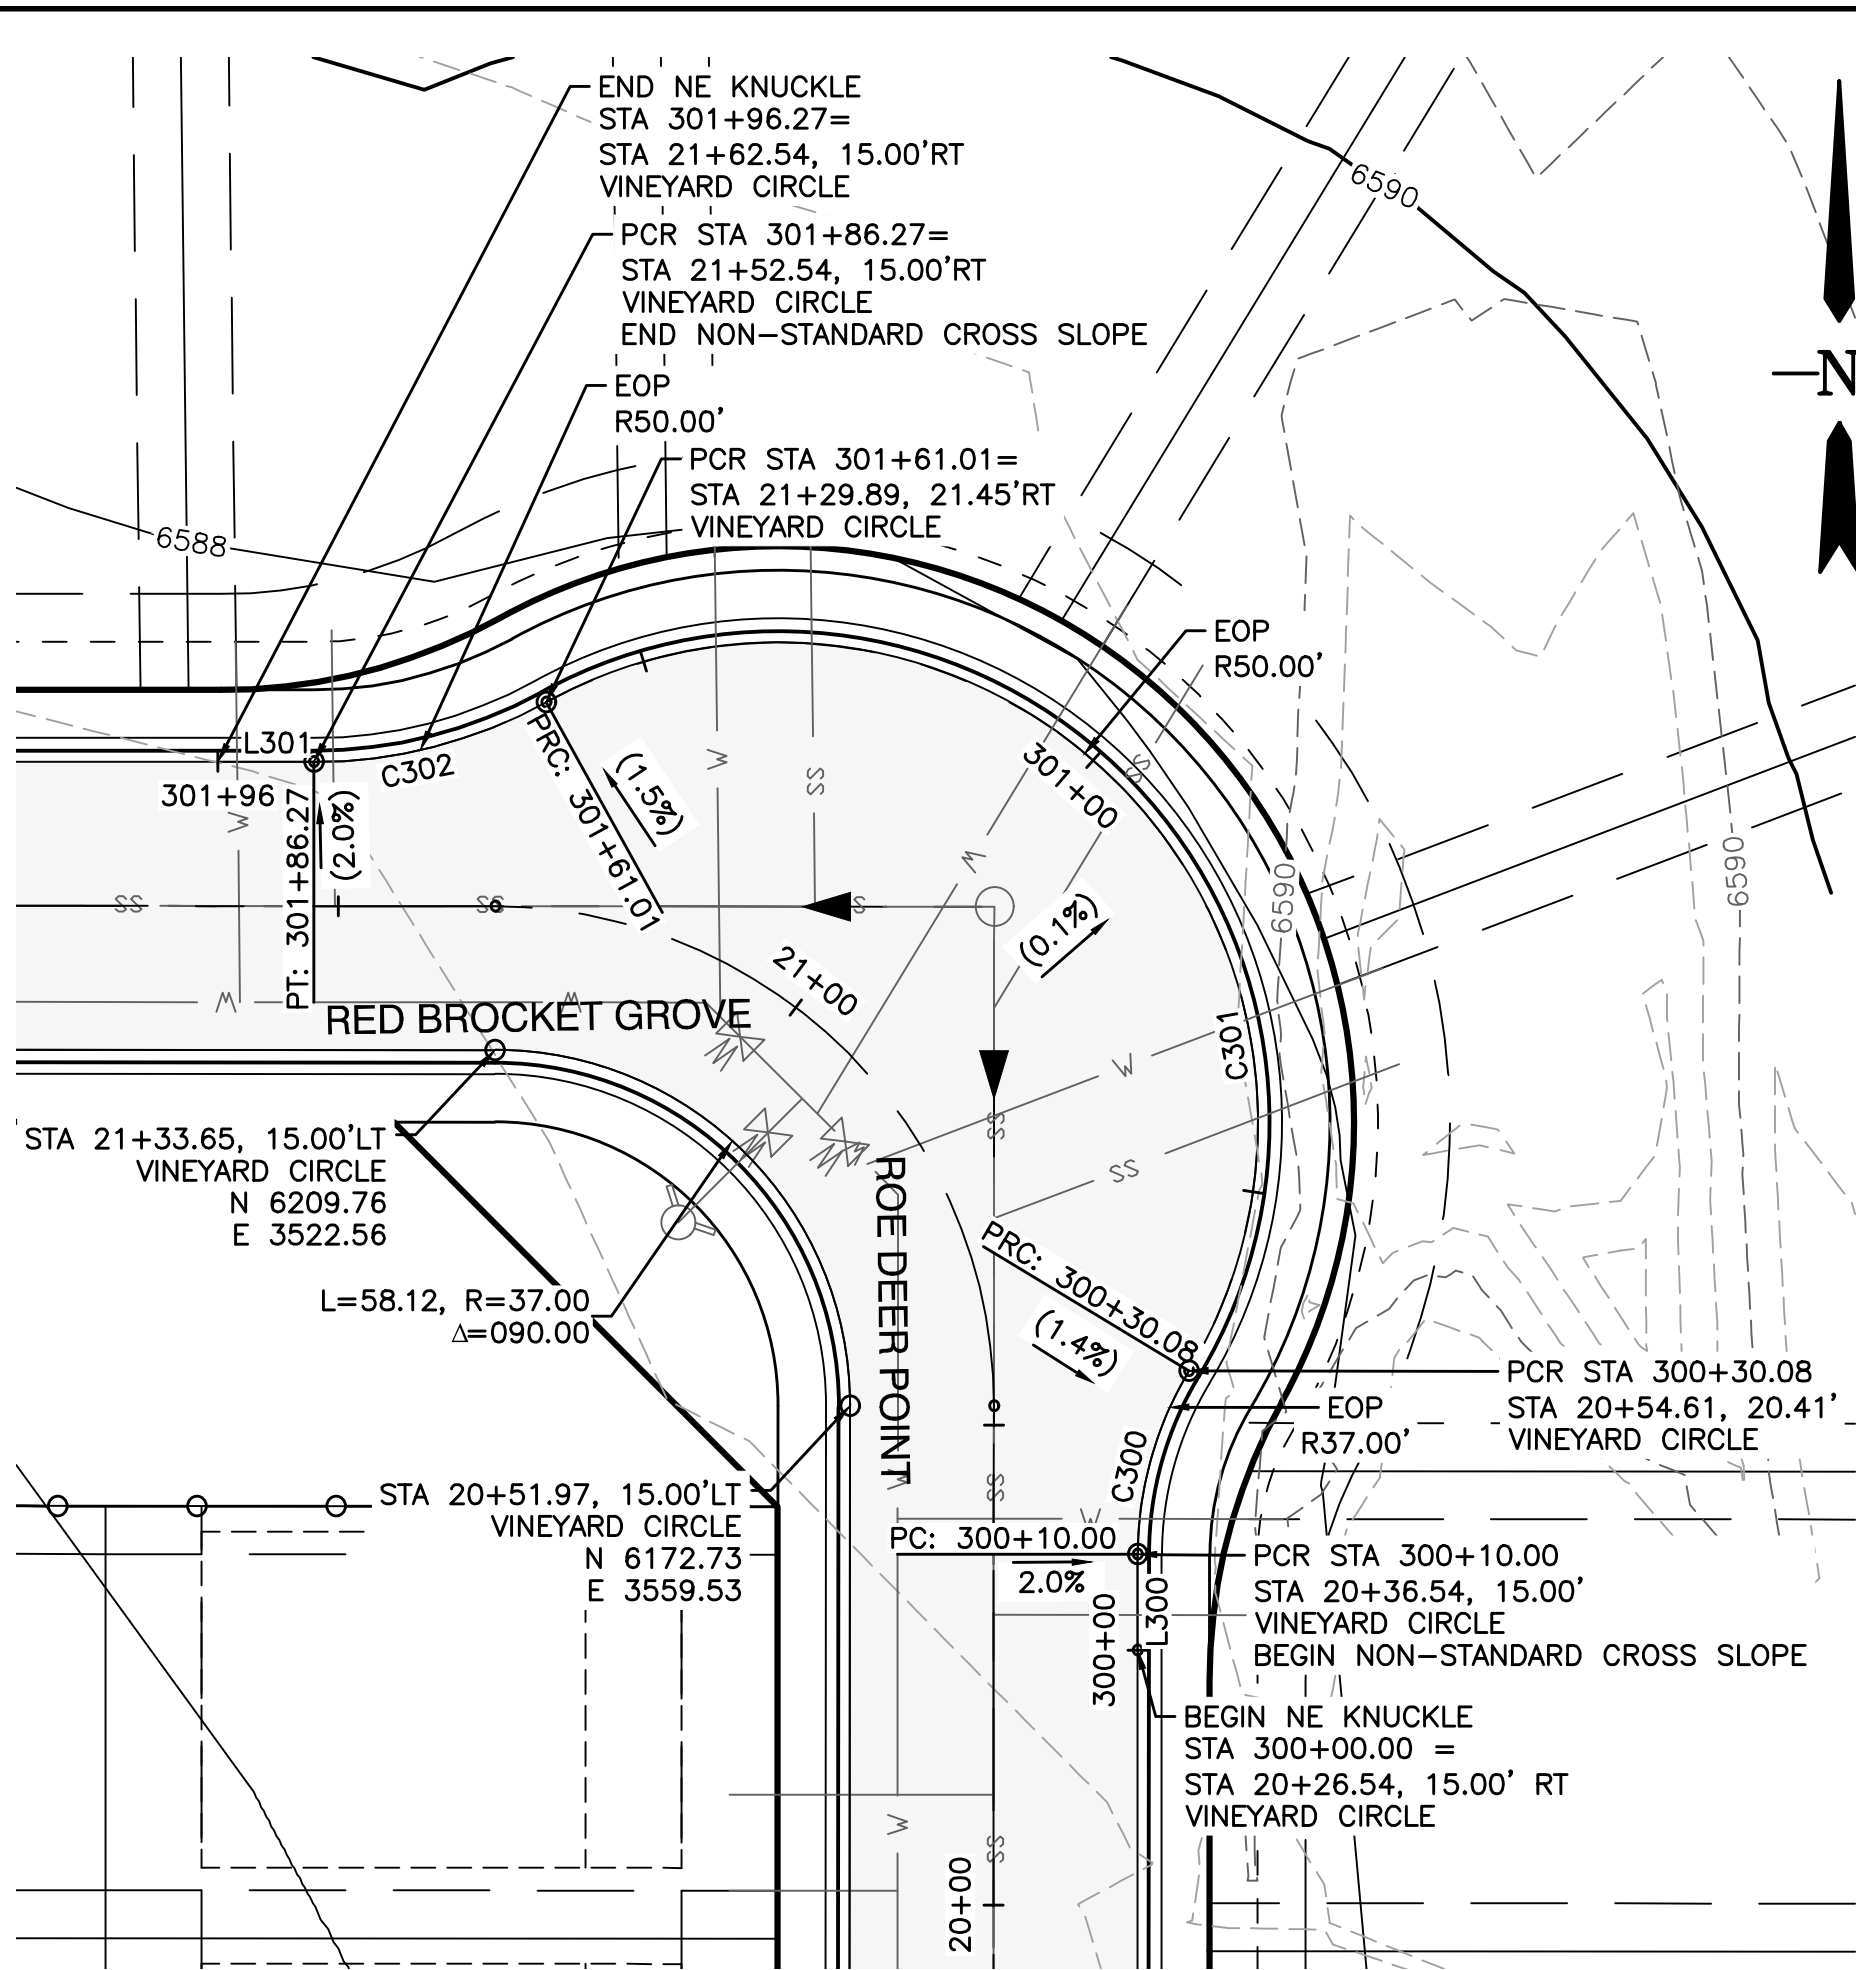 END NE KNUCKLE
STA 301+96.27=
STA 21+62.54, 15.00'RT
VINEYARD CIRCLE
PCR STA 301+86.27=
STA 21+52.54, 15.00'RT
VINEYARD CIRCLE
END NON-STANDARD CROSS SLOPE
EOP
R50.00'
PCR STA 301+61.01=
STA 21+29.89, 21.45'RT
VINEYARD CIRCLE
6590
N
6588
EOP
R50.00'
L301
C302
301+96
PT: 301+86.27
(2.0%)
PRC: 301+61.01
(1.5%)
W
SS
301+00
SS
W
W
6590
6590
SS
SS
S
(0.1%)
21+00
W
W
RED BROCKET GROVE
C301
W
SS
SS
STA 21+33.65, 15.00'LT
VINEYARD CIRCLE
N 6209.76
E 3522.56
ROE DEER POINT
L=58.12, R=37.00
Δ=090.00
PRC: 300+30.08
(1.4%)
PCR STA 300+30.08
STA 20+54.61, 20.41'
VINEYARD CIRCLE
EOP
R37.00'
C300
W
SS
W
STA 20+51.97, 15.00'LT
VINEYARD CIRCLE
N 6172.73
E 3559.53
PC: 300+10.00
2.0%
PCR STA 300+10.00
STA 20+36.54, 15.00'
VINEYARD CIRCLE
BEGIN NON-STANDARD CROSS SLOPE
300+00
L300
BEGIN NE KNUCKLE
STA 300+00.00 =
STA 20+26.54, 15.00' RT
VINEYARD CIRCLE
W
SS
20+00